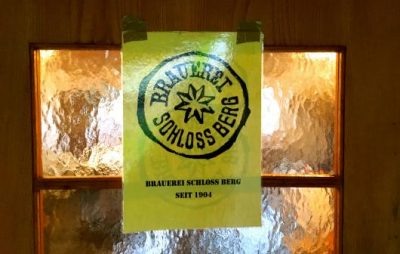 BRAUEREI
SCHLOSS BERG
BRAUEREI SCHLOSS BERG
SEIT 1904